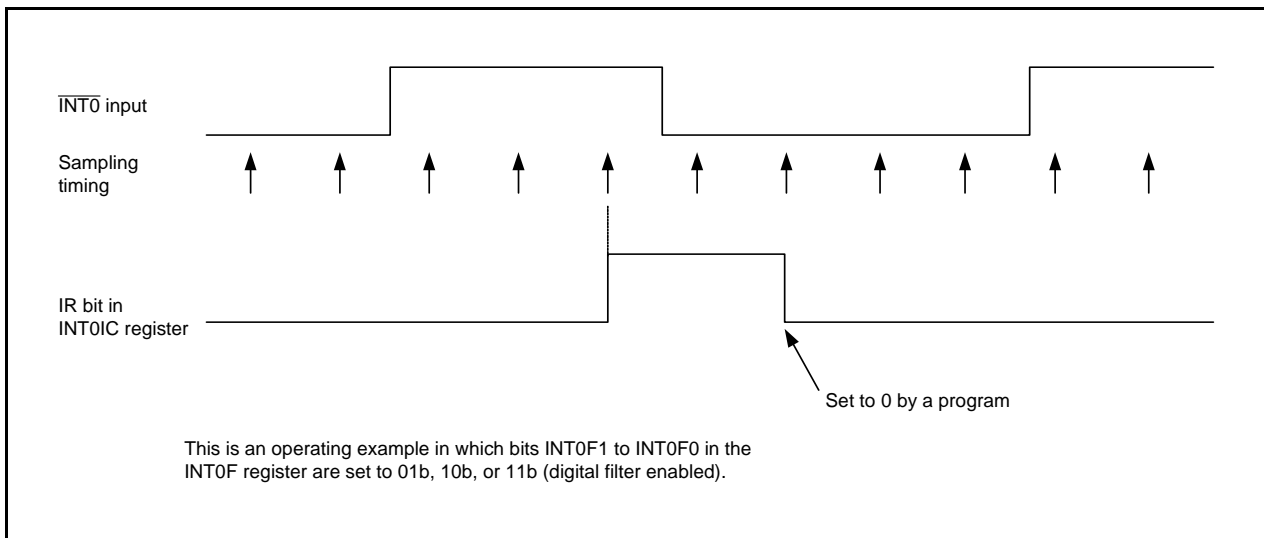 INT0 input
Sampling
timing
IR bit in
INT0IC register
Set to 0 by a program
This is an operating example in which bits INT0F1 to INT0F0 in the
INT0F register are set to 01b, 10b, or 11b (digital filter enabled).